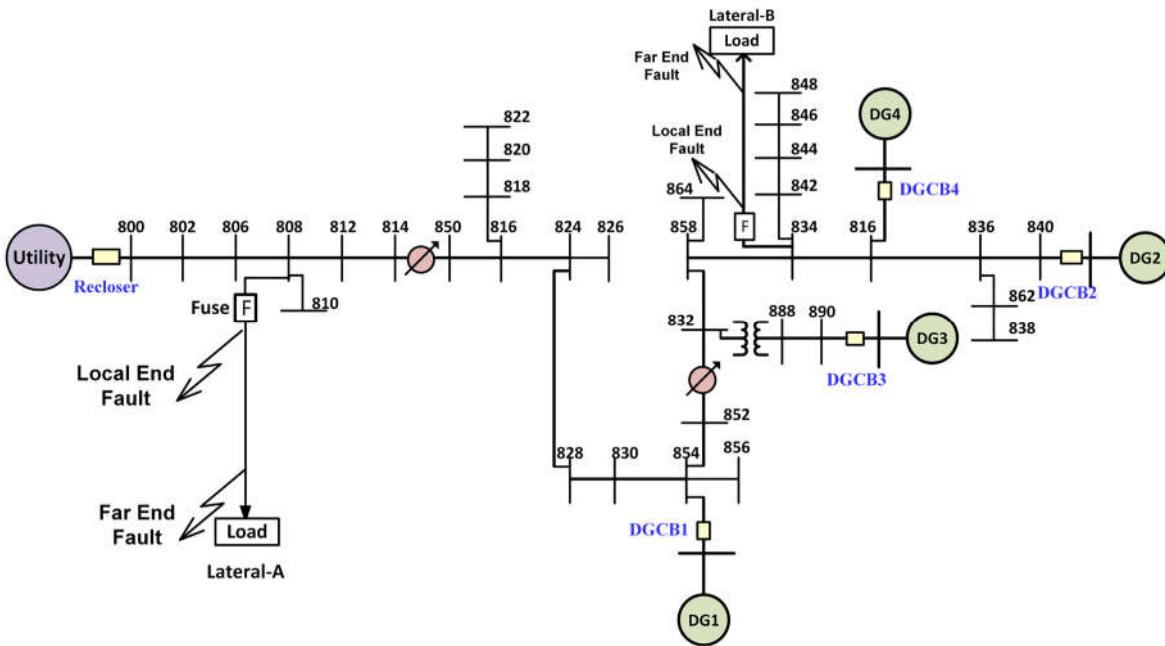 Lateral-B
Load
Far End
Fault
848
846
844
842
Local End
Fault
F
864
858
834
816
836
840
DG4
DGCB4
DG2
DGCB2
862
838
822
820
818
Utility
Recloser
800
802
806
808
812
814
850
816
824
826
810
Fuse
F
Local End
Fault
Far End
Fault
Load
Lateral-A
832
888
890
DG3
DGCB3
852
828
830
854
856
DGCB1
DG1